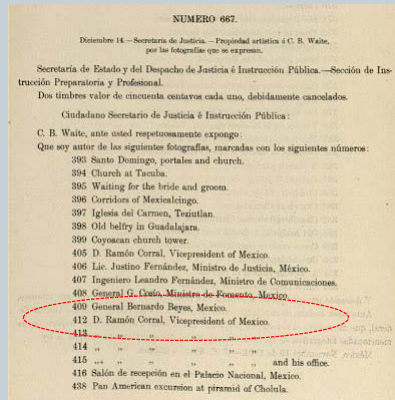 NUMERO 667.
Diciembre 14.—Secretaría de Justicia.—Propiedad artística á C. B. Waite,
por las fotografías que se expresan.
Secretaría de Estado y del Despacho de Justicia é Instrucción Pública.—Sección de Ins-
trucción Preparatoria y Profesional.
Dos timbres valor de cincuenta centavos cada uno, debidamente cancelados.
Ciudadano Secretario de Justicia é Instrucción Pública:
C. B. Waite, ante usted respetuosamente expongo:
Que soy autor de las siguientes fotografías, marcadas con los siguientes números:
393 Santo Domingo, portales and church.
394 Church at Tacuba.
395 Waiting for the bride and groom.
396 Corridors of Mexicalcingo.
397 Iglesia del Carmen, Teziutlan.
398 Old belfry in Guadalajara.
399 Coyoacan church tower.
405 D. Ramón Corral, Vicepresident of Mexico.
406 Lic. Justino Fernández, Ministro de Justicia, México.
407 Ingeniero Leandro Fernández, Ministro de Comunicaciones.
408 General G. Cosío, Ministro de Fomento, Mexico.
409 General Bernardo Beyes, Mexico.
412 D. Ramón Corral, Vicepresident of Mexico.
413 „ „ „ „ „
414 „ „ „ „ „
415 „ „ „ „ „ and his office.
416 Salón de recepción en el Palacio Nacional, Mexico.
438 Pan American excursion at piramid of Cholula.